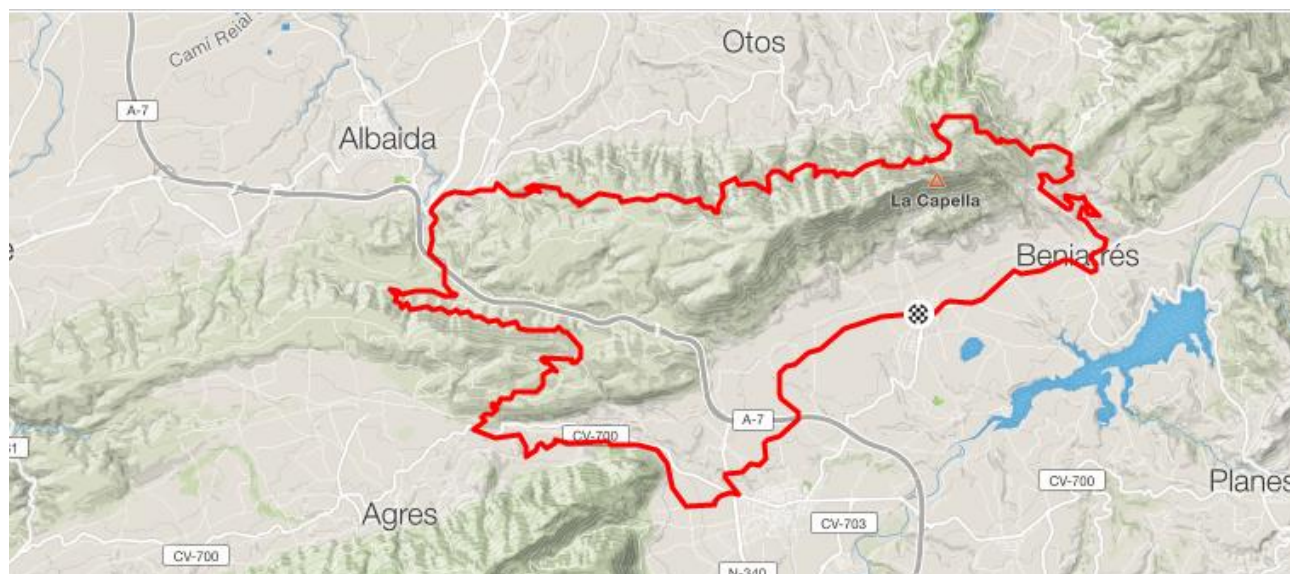 Otos
Camí Reial
A-7
Albaida
La Capella
e
Beniarrés
A-7
CV-700
31
Planes
CV-700
Agres
CV-703
CV-700
N-340